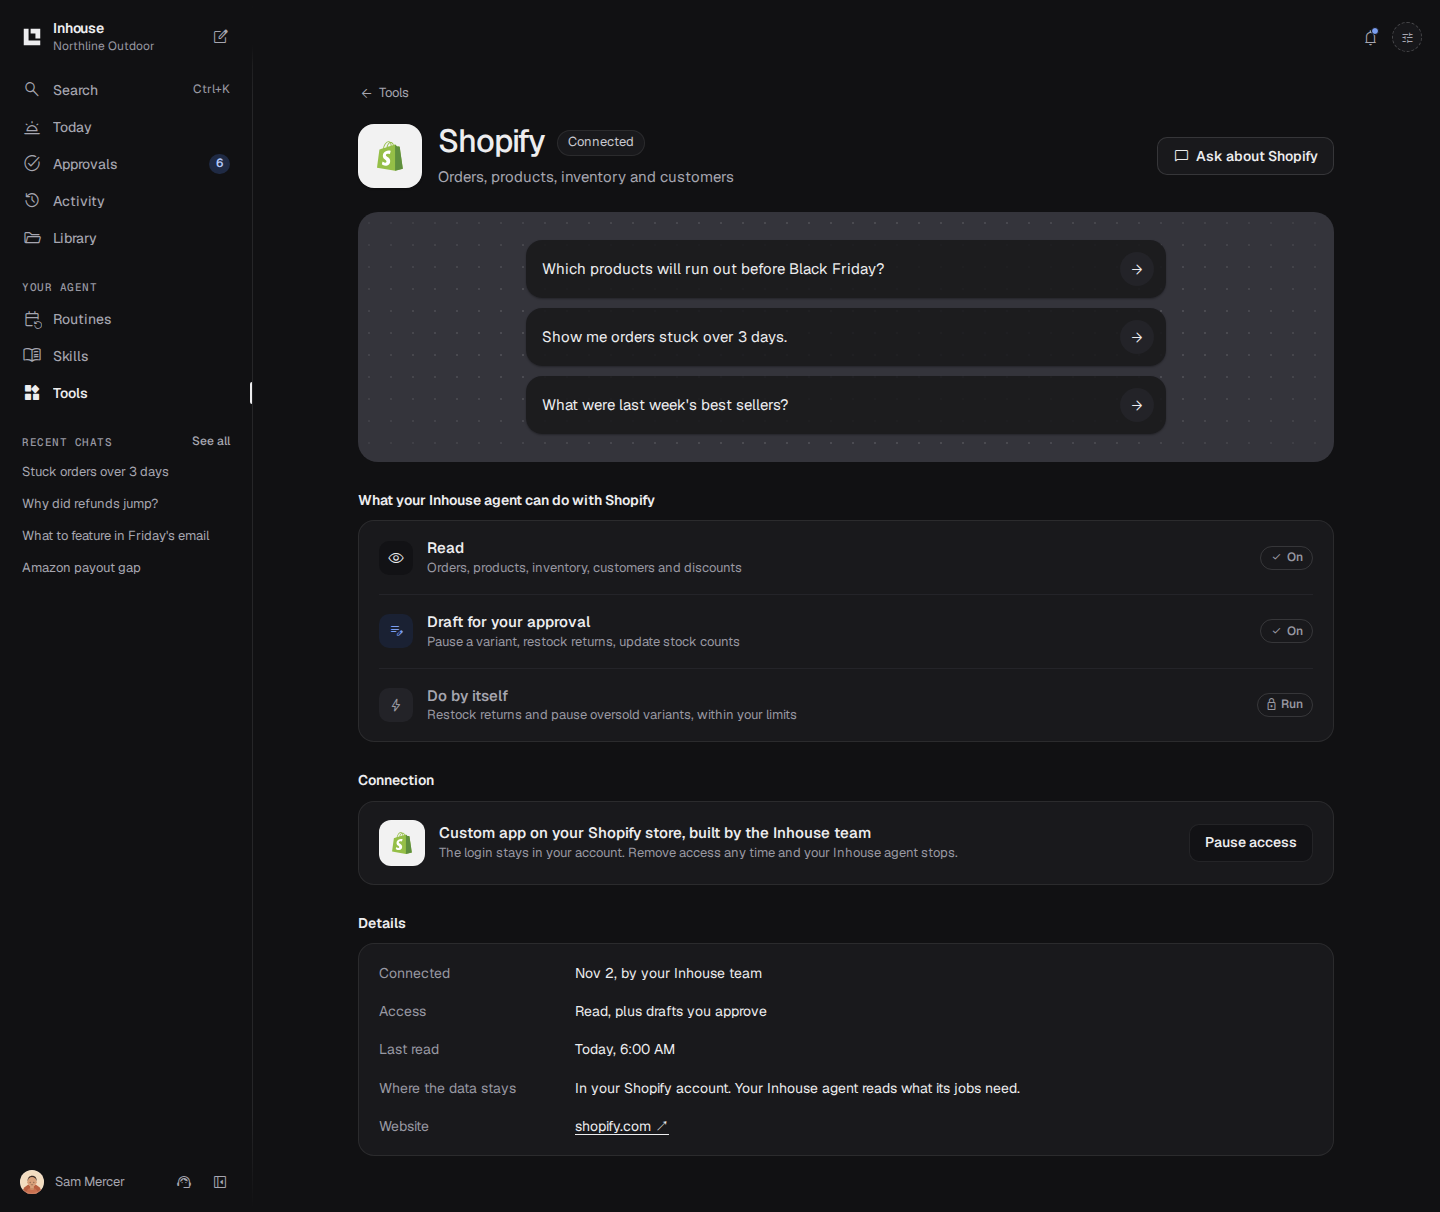 Inhouse
Northline Outdoor
Search Ctrl+K
Today
Approvals 6
Activity
Library
YOUR AGENT
Routines
Skills
Tools
RECENT CHATS See all
Stuck orders over 3 days
Why did refunds jump?
What to feature in Friday's email
Amazon payout gap
Sam Mercer
← Tools
Shopify Connected
Orders, products, inventory and customers
Ask about Shopify
Which products will run out before Black Friday?
Show me orders stuck over 3 days.
What were last week's best sellers?
What your Inhouse agent can do with Shopify
Read
Orders, products, inventory, customers and discounts
On
Draft for your approval
Pause a variant, restock returns, update stock counts
On
Do by itself
Restock returns and pause oversold variants, within your limits
Run
Connection
Custom app on your Shopify store, built by the Inhouse team
The login stays in your account. Remove access any time and your Inhouse agent stops.
Pause access
Details
Connected Nov 2, by your Inhouse team
Access Read, plus drafts you approve
Last read Today, 6:00 AM
Where the data stays In your Shopify account. Your Inhouse agent reads what its jobs need.
Website shopify.com ↗